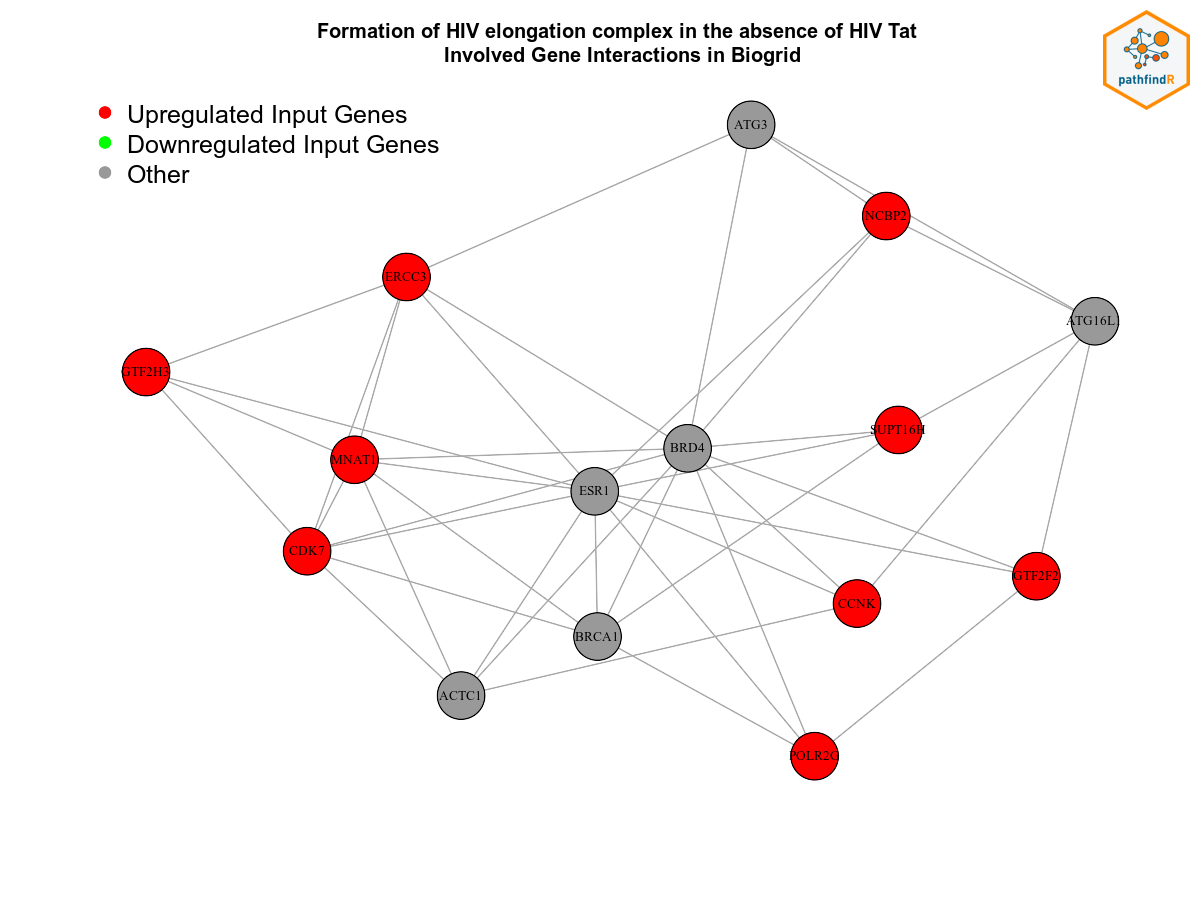 Formation of HIV elongation complex in the absence of HIV Tat
Involved Gene Interactions in Biogrid
pathfindR
Upregulated Input Genes
Downregulated Input Genes
Other
ATG3
NCBP2
ERCC3
ATG16L1
GTF2H3
SUPT16H
BRD4
MNAT1
ESR1
CDK7
GTF2F2
CCNK
BRCA1
ACTC1